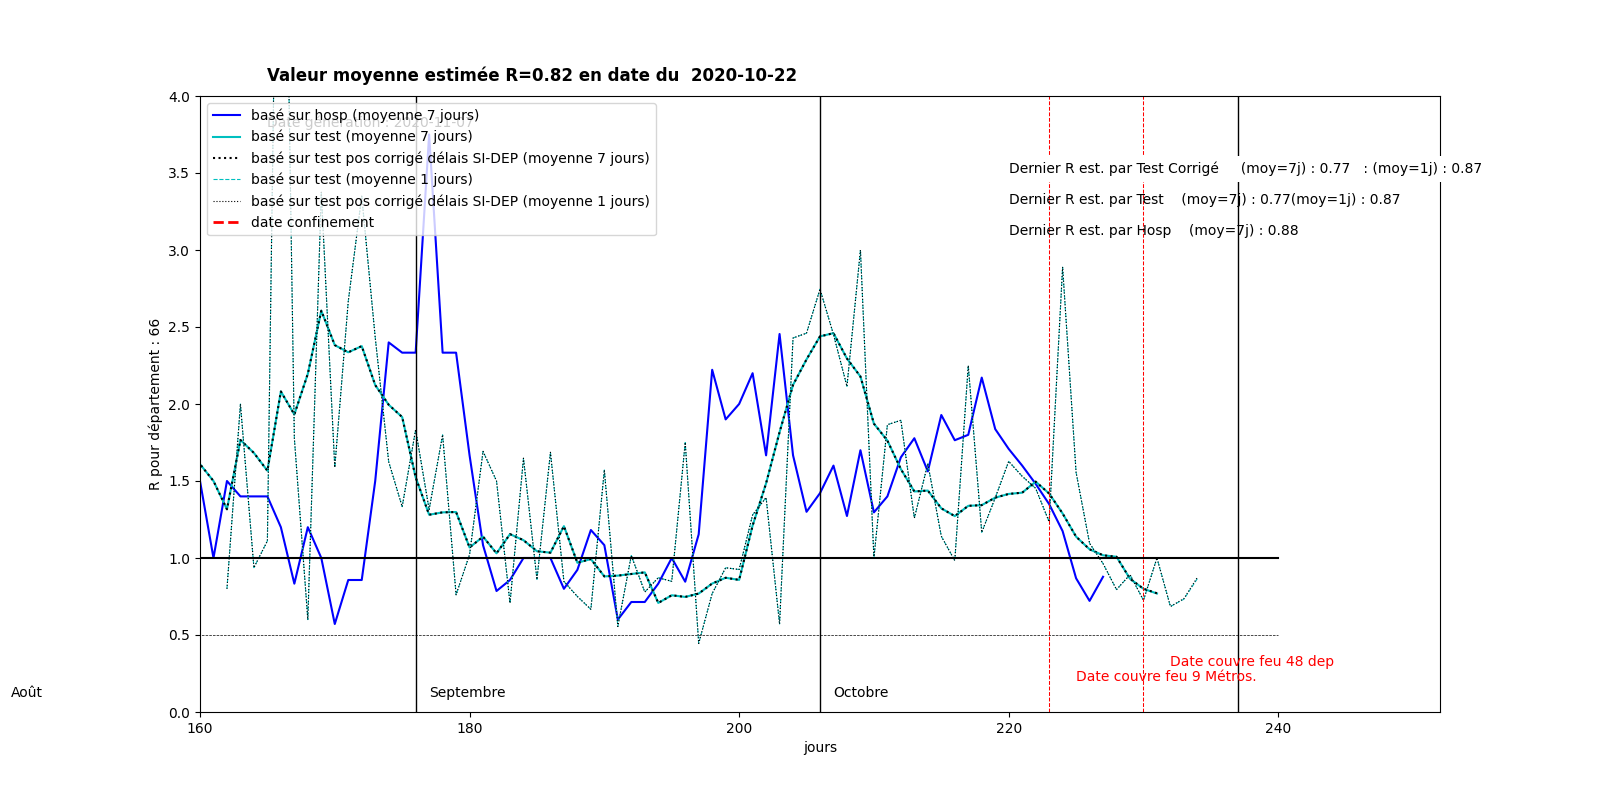 Valeur moyenne estimée R=0.82 en date du  2020-10-22
Date génération : 2020-11-07
basé sur hosp (moyenne 7 jours)
basé sur test (moyenne 7 jours)
basé sur test pos corrigé délais SI-DEP (moyenne 7 jours)
basé sur test (moyenne 1 jours)
basé sur test pos corrigé délais SI-DEP (moyenne 1 jours)
date confinement
Dernier R est. par Test Corrigé     (moy=7j) : 0.77   : (moy=1j) : 0.87
Dernier R est. par Test    (moy=7j) : 0.77(moy=1j) : 0.87
Dernier R est. par Hosp    (moy=7j) : 0.88
4.0
3.5
3.0
2.5
2.0
1.5
1.0
0.5
0.0
R pour département : 66
Date couvre feu 48 dep
Date couvre feu 9 Métros.
Août
Septembre
Octobre
160
180
200
220
240
jours